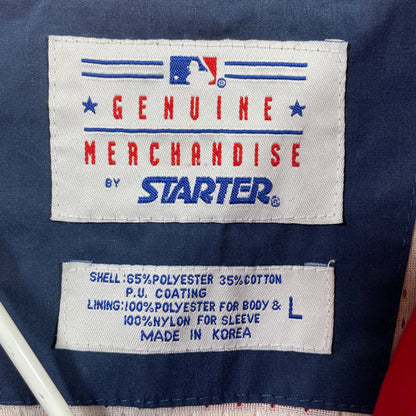 GENUINE
MERCHANDISE
BY STARTER
SHELL: 65% POLYESTER 35% COTTON
P.U. COATING
LINING: 100% POLYESTER FOR BODY & L
100% NYLON FOR SLEEVE
MADE IN KOREA